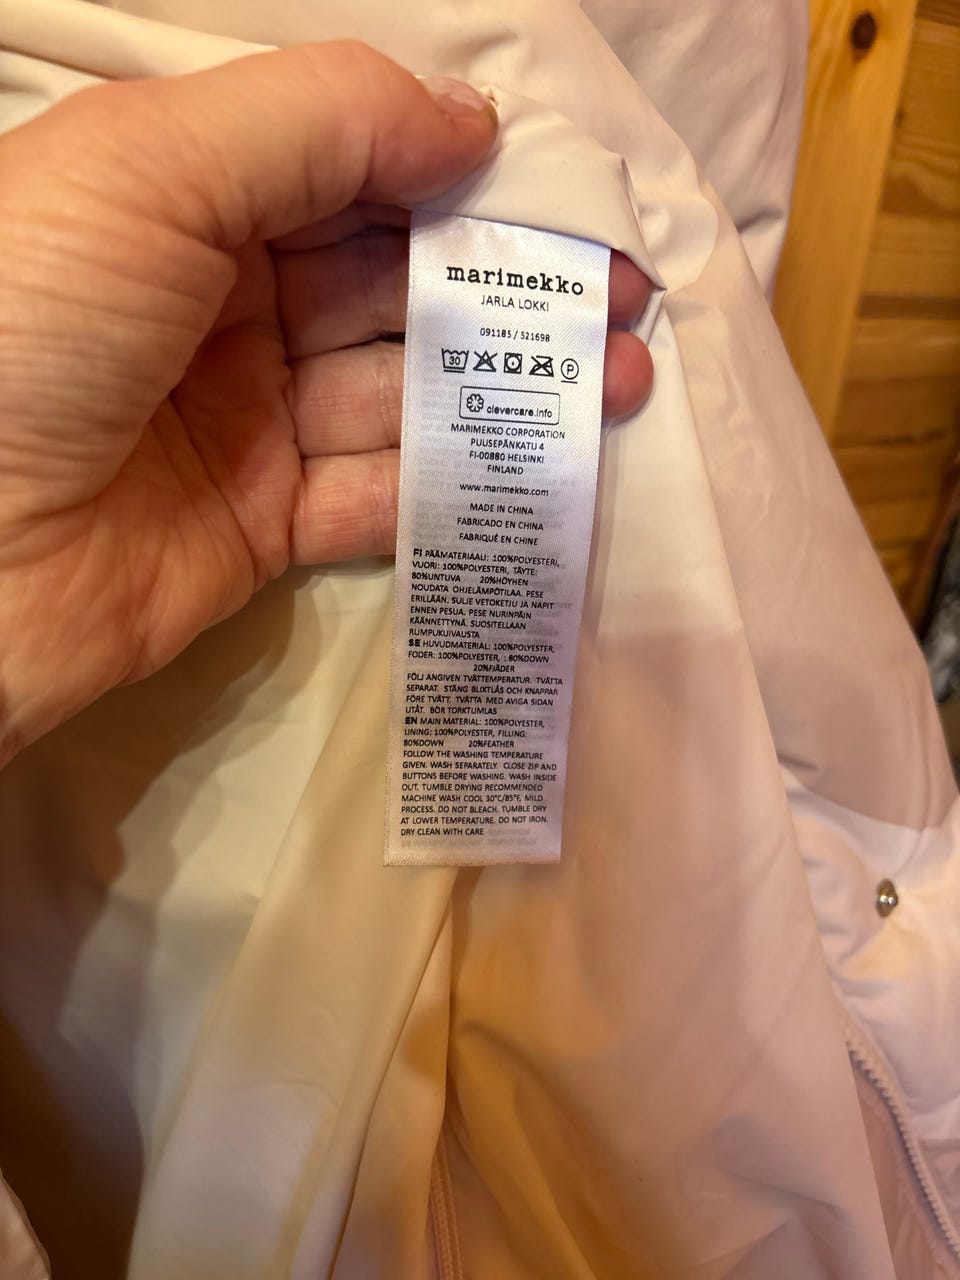 marimekko
JARLA LOKKI
091185 / 521698
30 P
clevercare.info
MARIMEKKO CORPORATION
PUUSEPÄNKATU 4
FI-00880 HELSINKI
FINLAND
www.marimekko.com
MADE IN CHINA
FABRICADO EN CHINA
FABRIQUÉ EN CHINE
FI PÄÄMATERIAALI: 100%POLYESTERI,
VUORI: 100%POLYESTERI, TÄYTE:
80%UNTUVA 20%HÖYHEN
NOUDATA OHJELÄMPÖTILAA. PESE
ERILLÄÄN. SULJE VETOKETJU JA NAPIT
ENNEN PESUA. PESE NURINPÄIN
KÄÄNNETTYNÄ. SUOSITELLAAN
RUMPUKUIVAUSTA
SE HUVUDMATERIAL: 100%POLYESTER,
FODER: 100%POLYESTER, : 80%DOWN
20%FJÄDER
FÖLJ ANGIVEN TVÄTTEMPERATUR. TVÄTTA
SEPARAT. STÄNG BLIXTLÅS OCH KNAPPAR
FÖRE TVÄTT. TVÄTTA MED AVIGA SIDAN
UTÅT. BÖR TORKTUMLAS
EN MAIN MATERIAL: 100%POLYESTER,
LINING: 100%POLYESTER, FILLING:
80%DOWN 20%FEATHER
FOLLOW THE WASHING TEMPERATURE
GIVEN. WASH SEPARATELY. CLOSE ZIP AND
BUTTONS BEFORE WASHING. WASH INSIDE
OUT. TUMBLE DRYING RECOMMENDED
MACHINE WASH COOL 30°C/85°F, MILD
PROCESS. DO NOT BLEACH. TUMBLE DRY
AT LOWER TEMPERATURE. DO NOT IRON.
DRY CLEAN WITH CARE